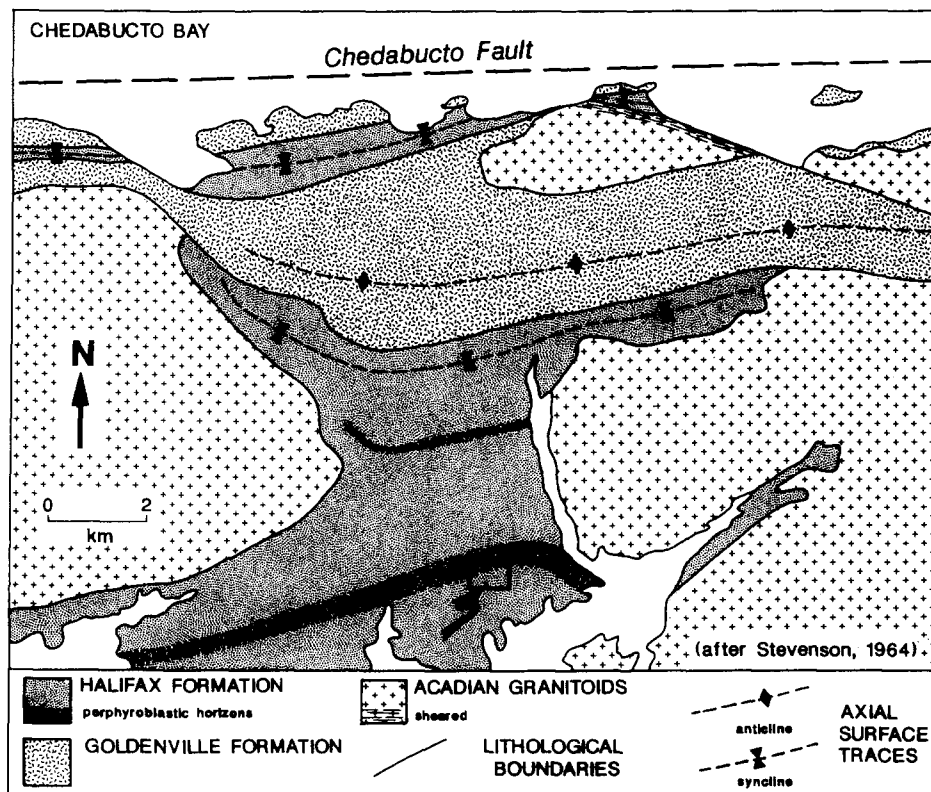 CHEDABUCTO BAY
Chedabucto Fault
N
0 2
km
(after Stevenson, 1964)
HALIFAX FORMATION
perphyroblastic horizons
GOLDENVILLE FORMATION
ACADIAN GRANITOIDS
sheared
LITHOLOGICAL
BOUNDARIES
anticline
syncline
AXIAL
SURFACE
TRACES